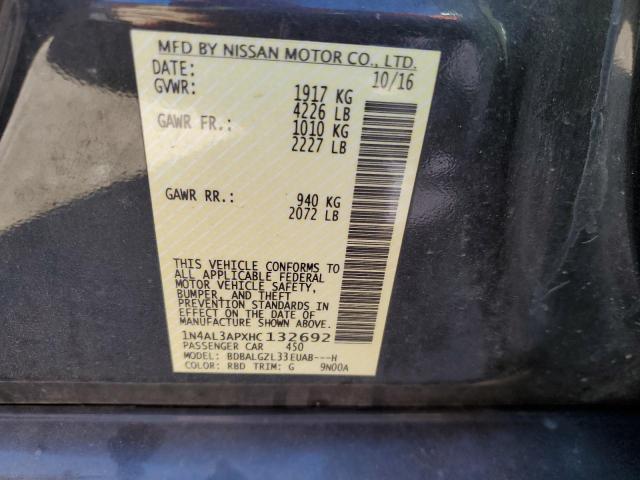 MFD BY NISSAN MOTOR CO., LTD.
DATE: 10/16
GVWR: 1917 KG
4226 LB
GAWR FR.: 1010 KG
2227 LB
GAWR RR.: 940 KG
2072 LB
THIS VEHICLE CONFORMS TO
ALL APPLICABLE FEDERAL
MOTOR VEHICLE SAFETY,
BUMPER, AND THEFT
PREVENTION STANDARDS IN
EFFECT ON THE DATE OF
MANUFACTURE SHOWN ABOVE.
1N4AL3APXHC132692
PASSENGER CAR 450
MODEL: BDBALGZL33EUAB---H
COLOR: RBD TRIM: G 9N00A